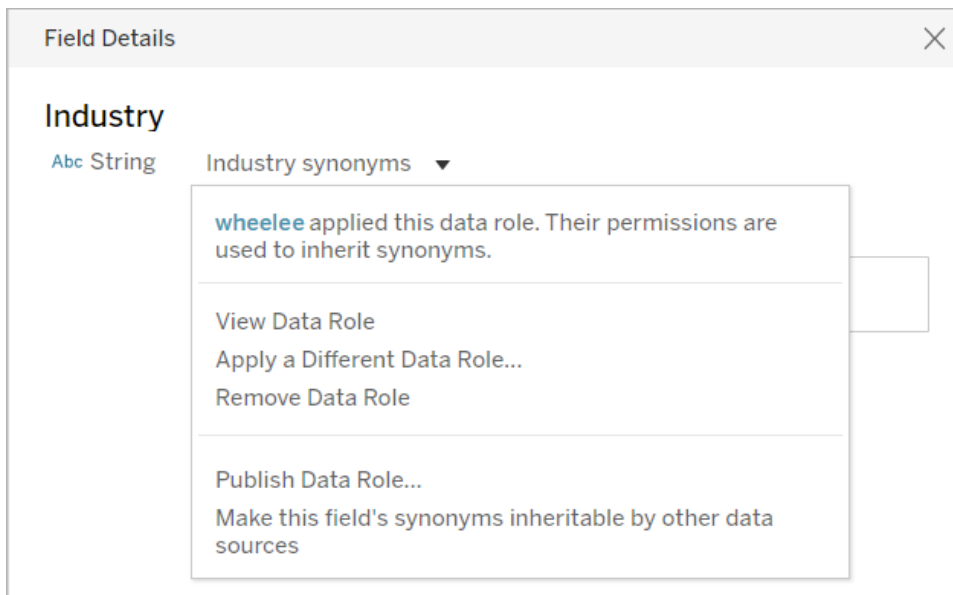 Field Details
Industry
Abc String
Industry synonyms
wheelee applied this data role. Their permissions are
used to inherit synonyms.
View Data Role
Apply a Different Data Role...
Remove Data Role
Publish Data Role...
Make this field's synonyms inheritable by other data
sources